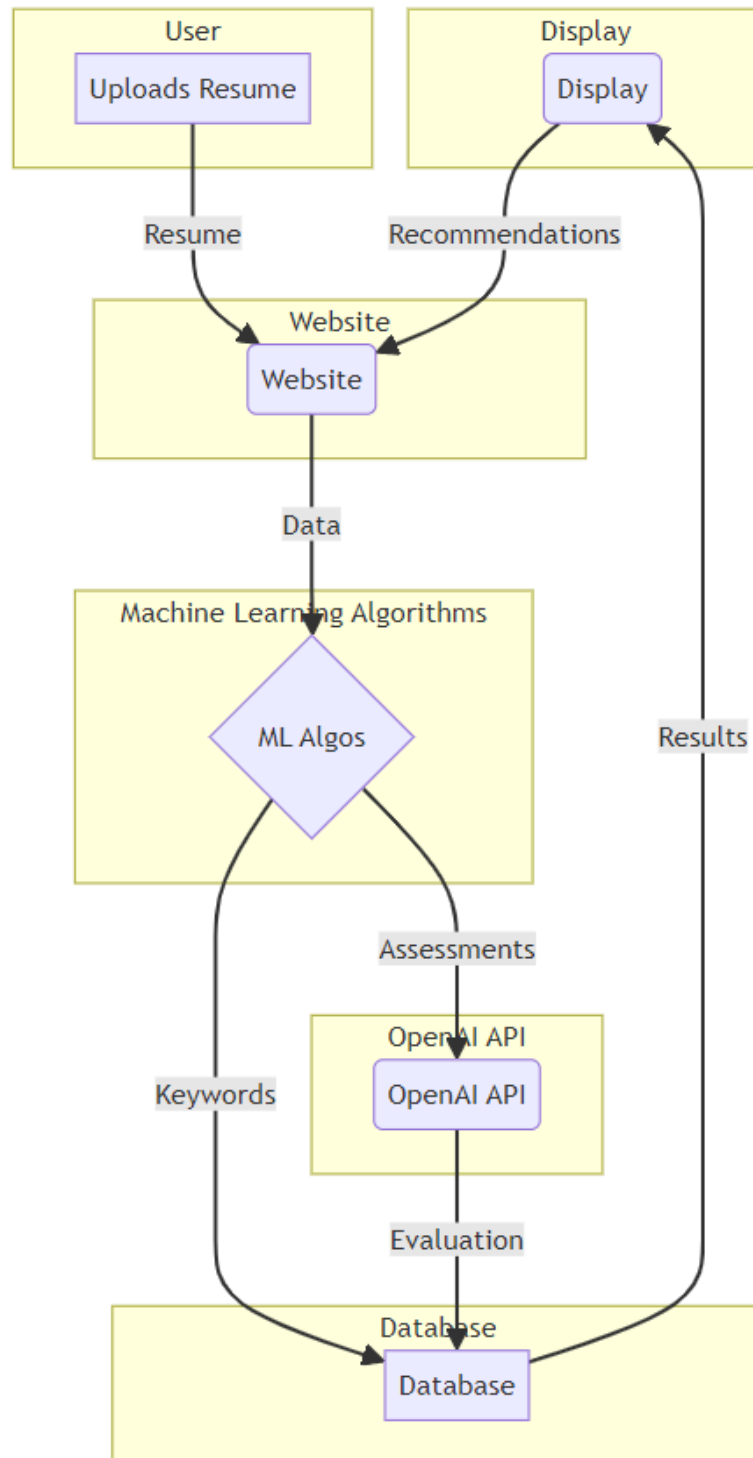 User
Display
Uploads Resume
Display
Resume
Recommendations
Website
Website
Data
Machine Learning Algorithms
ML Algos
Results
Assessments
OpenAI API
OpenAI API
Keywords
Evaluation
Database
Database